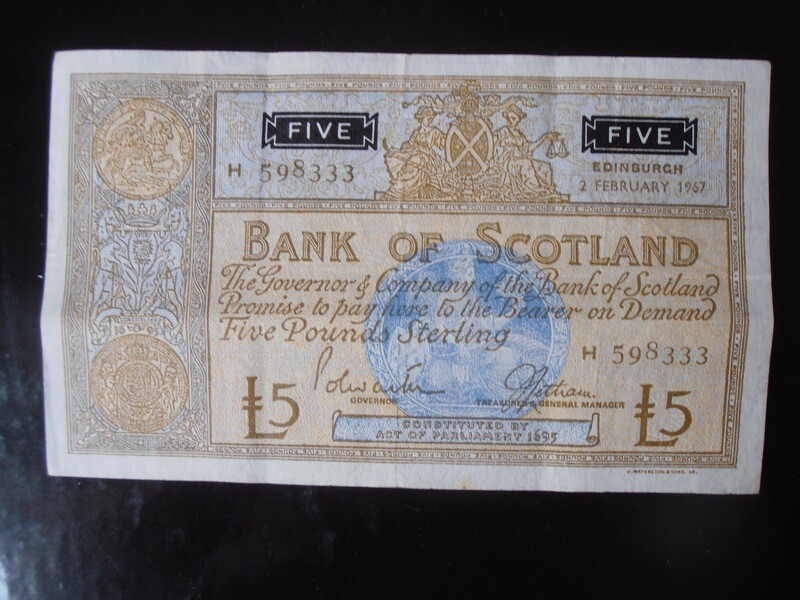 FIVE
FIVE
H 598333
EDINBURGH
2 FEBRUARY 1967
BANK OF SCOTLAND
The Governor & Company of the Bank of Scotland
Promise to pay here to the Bearer on Demand
Five Pounds Sterling
H 598333
Polwarth
GOVERNOR
TREASURER & GENERAL MANAGER
£5
£5
CONSTITUTED BY
ACT OF PARLIAMENT 1695